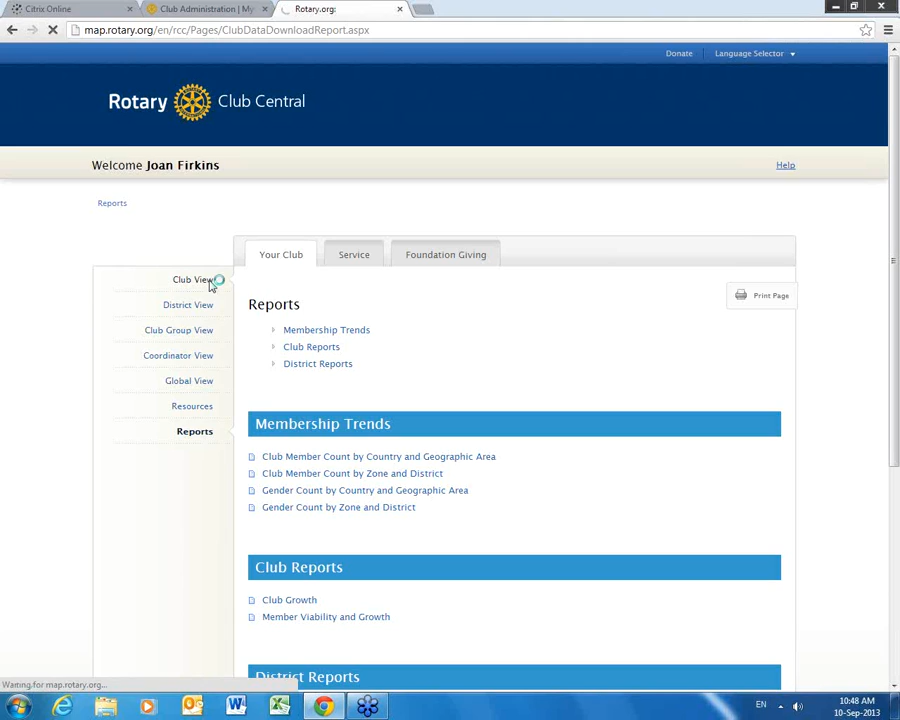 Citrix Online
Club Administration | My
Rotary.org:
map.rotary.org/en/rcc/Pages/ClubDataDownloadReport.aspx
Donate
Language Selector
Rotary
Club Central
Welcome Joan Firkins
Help
Reports
Your Club
Service
Foundation Giving
Club View
District View
Club Group View
Coordinator View
Global View
Resources
Reports
Reports
Print Page
Membership Trends
Club Reports
District Reports
Membership Trends
Club Member Count by Country and Geographic Area
Club Member Count by Zone and District
Gender Count by Country and Geographic Area
Gender Count by Zone and District
Club Reports
Club Growth
Member Viability and Growth
District Reports
Waiting for map.rotary.org...
EN
10:48 AM
10-Sep-2013